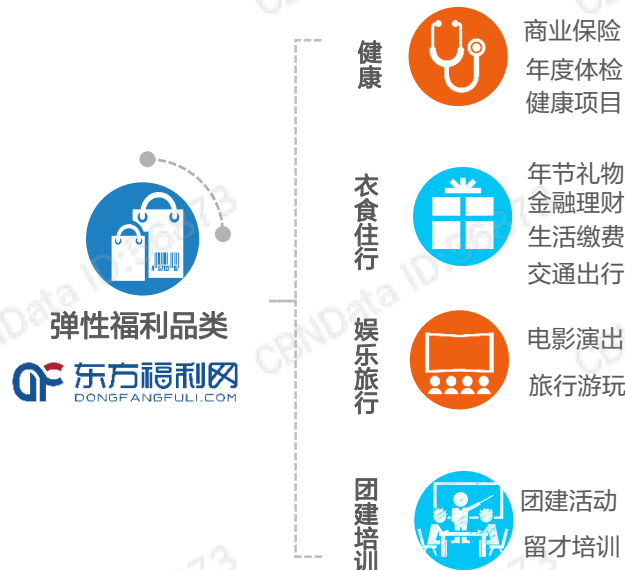 健康
商业保险
年度体检
健康项目
衣食住行
年节礼物
金融理财
生活缴费
交通出行
弹性福利品类
东方福利网
DONGFANGFULI.COM
娱乐旅行
电影演出
旅行游玩
团建培训
团建活动
留才培训
CBNData ID:56873